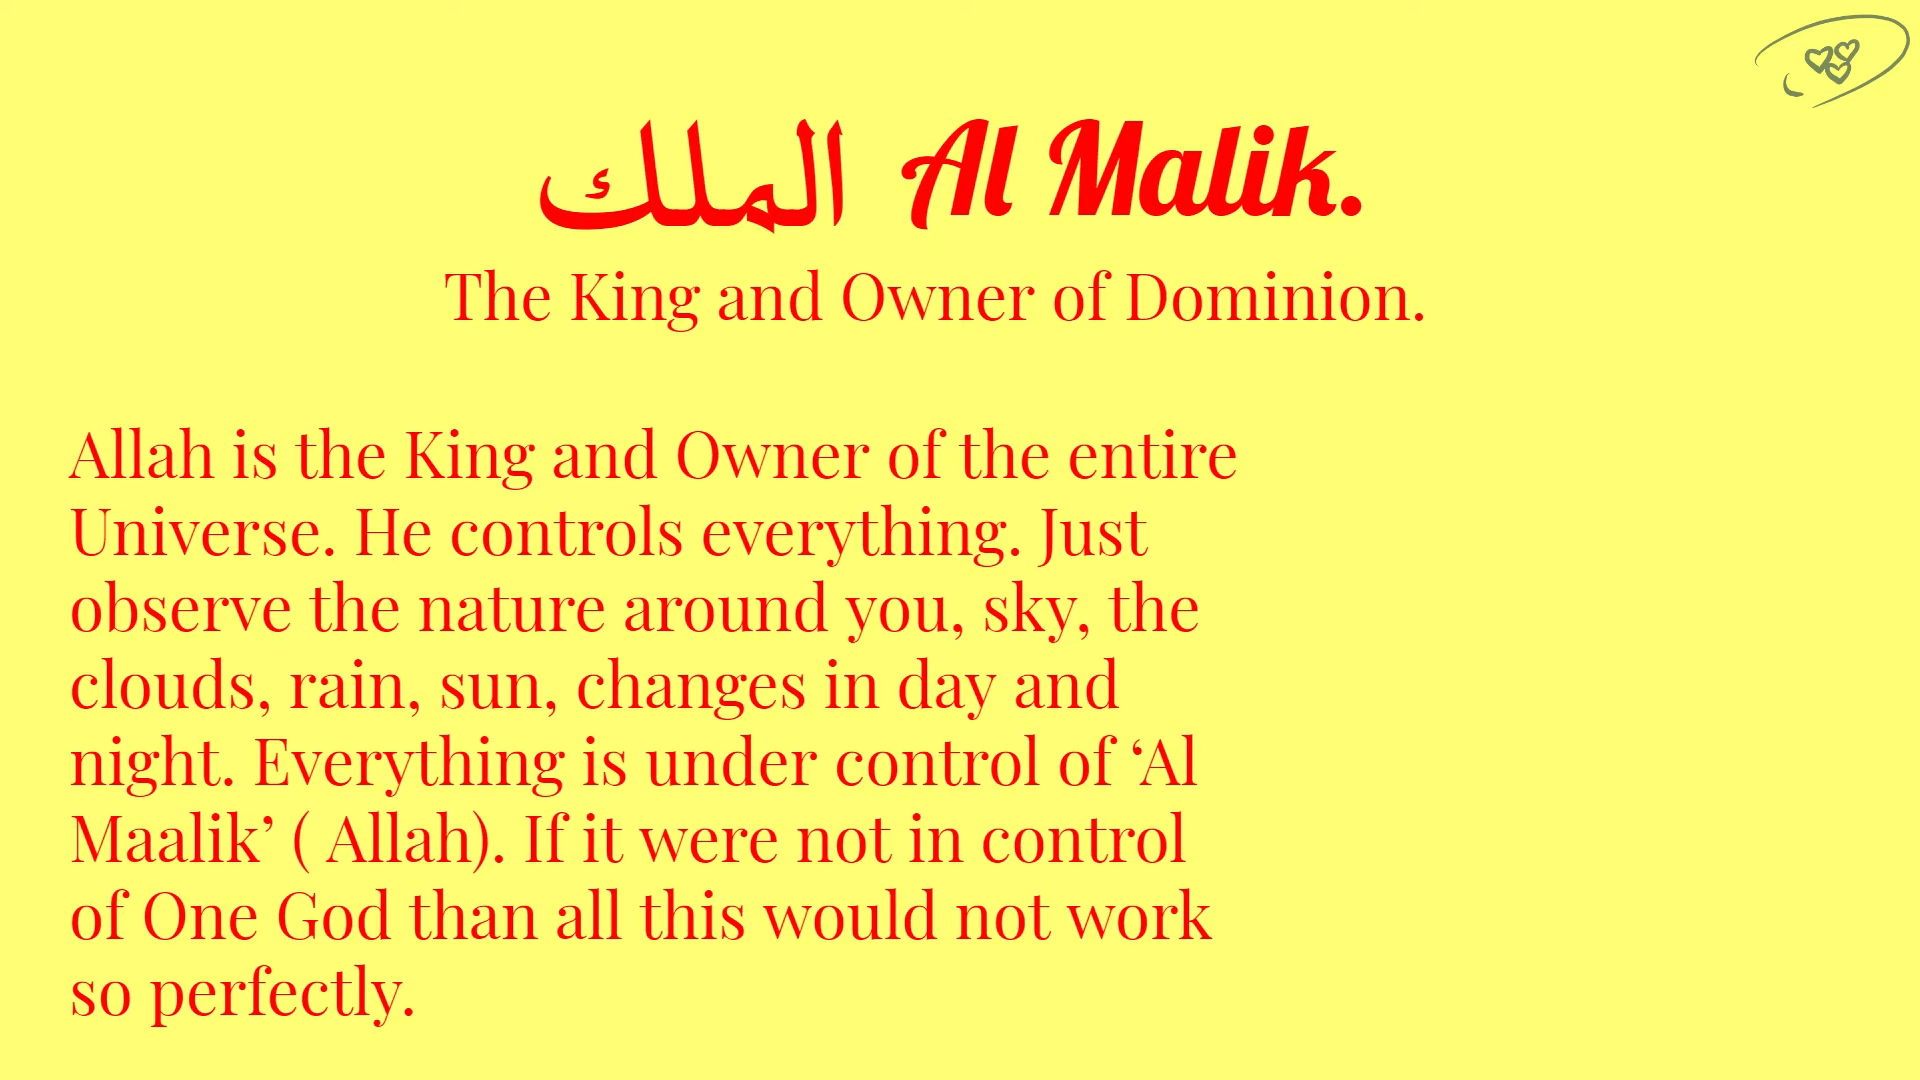 الملك Al Malik.
The King and Owner of Dominion.
Allah is the King and Owner of the entire
Universe. He controls everything. Just
observe the nature around you, sky, the
clouds, rain, sun, changes in day and
night. Everything is under control of ‘Al
Maalik’ ( Allah). If it were not in control
of One God than all this would not work
so perfectly.